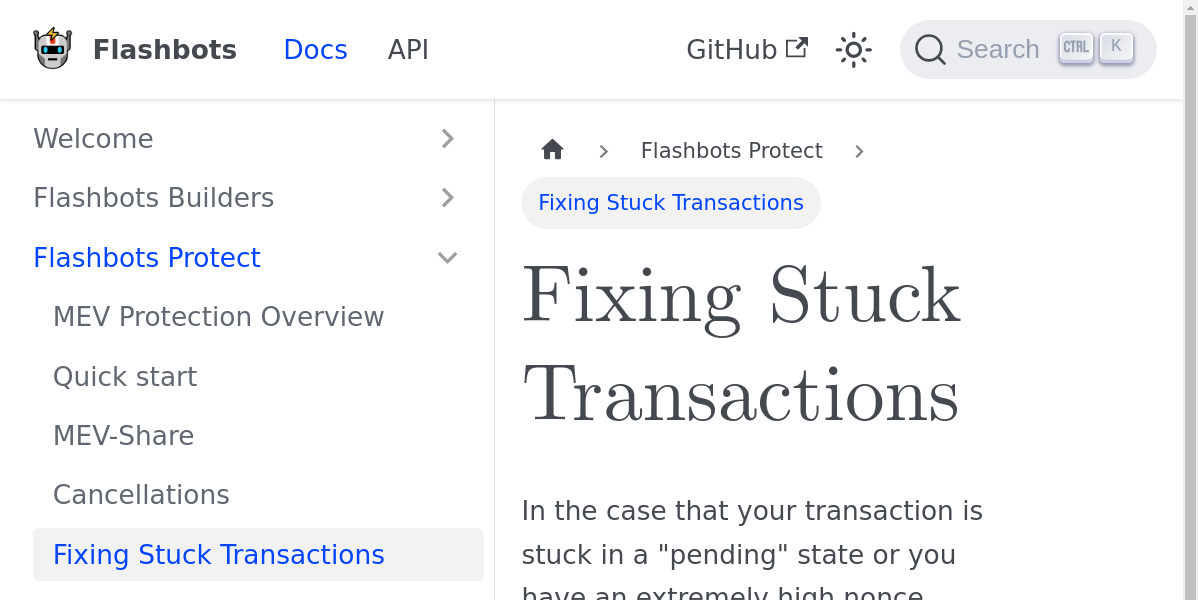 Flashbots Docs API GitHub Search CTRL K
Welcome
Flashbots Builders
Flashbots Protect
MEV Protection Overview
Quick start
MEV-Share
Cancellations
Fixing Stuck Transactions
Flashbots Protect
Fixing Stuck Transactions
Fixing Stuck
Transactions
In the case that your transaction is
stuck in a "pending" state or you
have an extremely high nonce